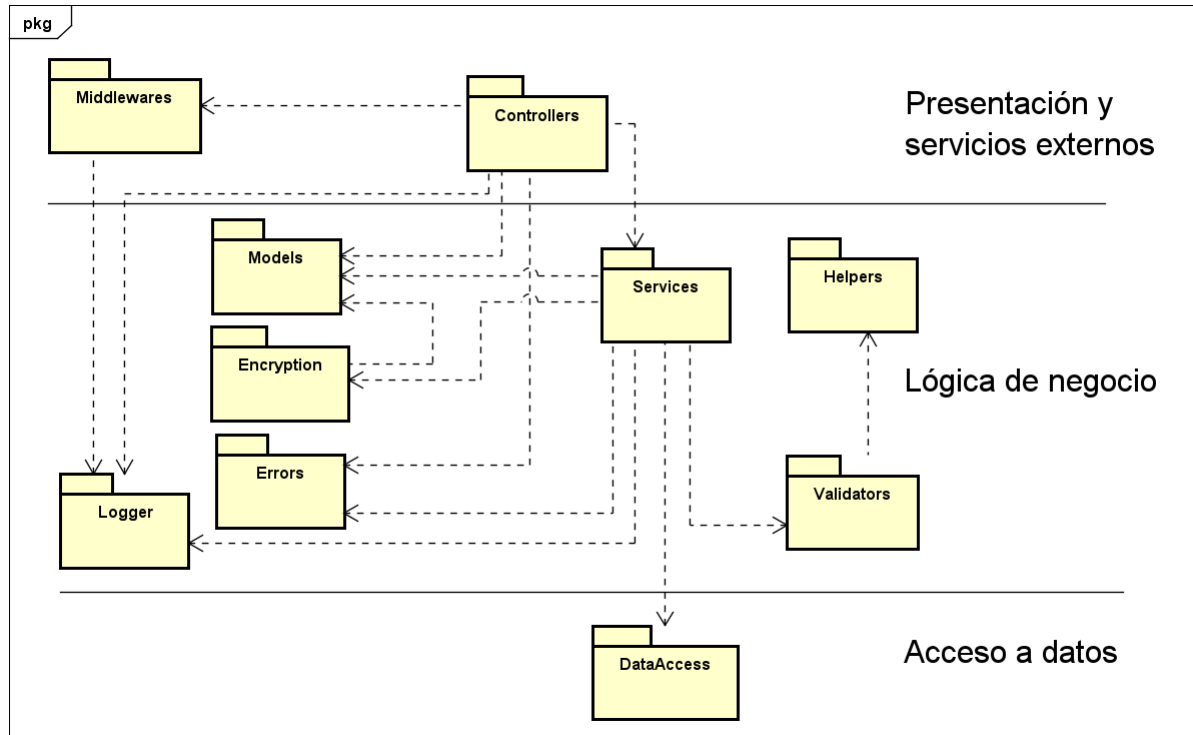 pkg
Middlewares
Controllers
Presentación y
servicios externos
Models
Services
Helpers
Encryption
Lógica de negocio
Errors
Validators
Logger
DataAccess
Acceso a datos